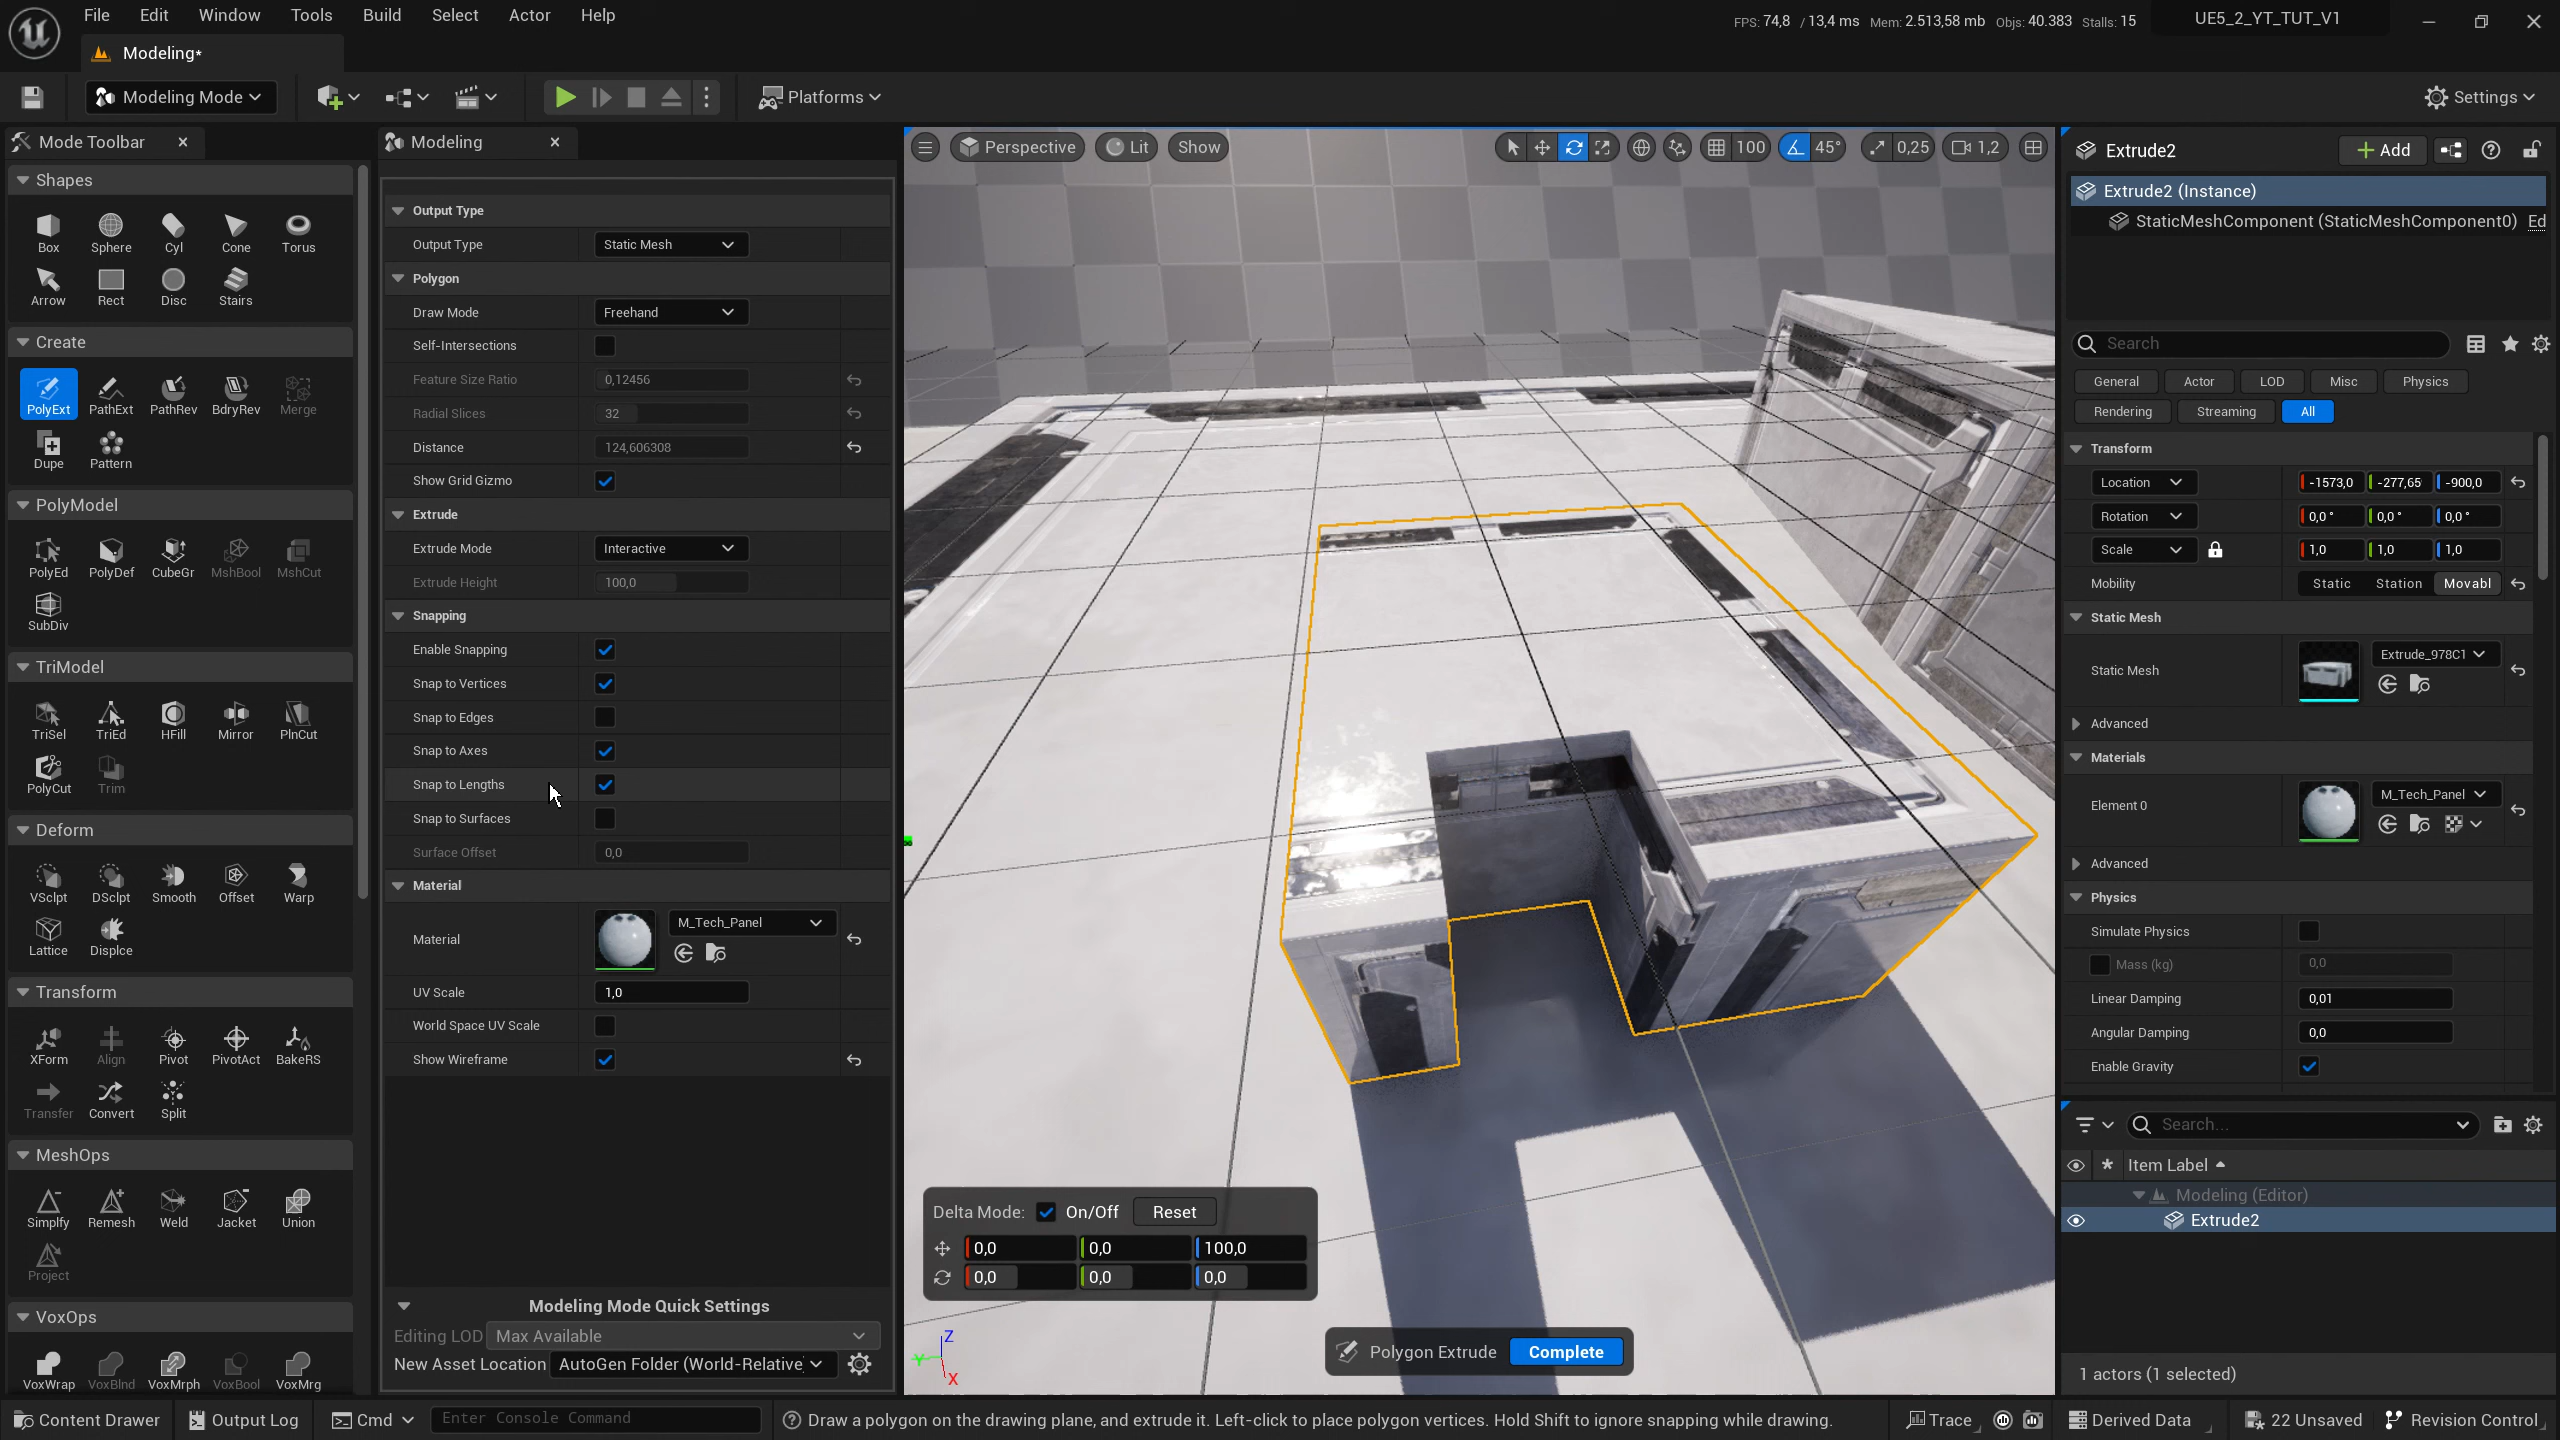 File Edit Window Tools Build Select Actor Help
FPS: 74,8 / 13,4 ms Mem: 2.513,58 mb Objs: 40.383 Stalls: 15
UE5_2_YT_TUT_V1
Modeling*
Modeling Mode
Platforms
Settings
Mode Toolbar
Shapes
Box Sphere Cyl Cone Torus
Arrow Rect Disc Stairs
Create
PolyExt PathExt PathRev BdryRev Merge
Dupe Pattern
PolyModel
PolyEd PolyDef CubeGr MshBool MshCut
SubDiv
TriModel
TriSel TriEd HFill Mirror PlnCut
PolyCut Trim
Deform
VSclpt DSclpt Smooth Offset Warp
Lattice Displce
Transform
XForm Align Pivot PivotAct BakeRS
Transfer Convert Split
MeshOps
Simplfy Remesh Weld Jacket Union
Project
VoxOps
VoxWrap VoxBlnd VoxMrph VoxBool VoxMrg
Modeling
Output Type
Output Type Static Mesh
Polygon
Draw Mode Freehand
Self-Intersections
Feature Size Ratio 0,12456
Radial Slices 32
Distance 124,606308
Show Grid Gizmo
Extrude
Extrude Mode Interactive
Extrude Height 100,0
Snapping
Enable Snapping
Snap to Vertices
Snap to Edges
Snap to Axes
Snap to Lengths
Snap to Surfaces
Surface Offset 0,0
Material
Material M_Tech_Panel
UV Scale 1,0
World Space UV Scale
Show Wireframe
Modeling Mode Quick Settings
Editing LOD Max Available
New Asset Location AutoGen Folder (World-Relative)
Perspective Lit Show
100 45° 0,25 1,2
Delta Mode: On/Off Reset
0,0 0,0 100,0
0,0 0,0 0,0
Z
Y
X
Polygon Extrude Complete
Extrude2
Add
Extrude2 (Instance)
StaticMeshComponent (StaticMeshComponent0) Ed
Search
General Actor LOD Misc Physics
Rendering Streaming All
Transform
Location -1573,0 -277,65 -900,0
Rotation 0,0 ° 0,0 ° 0,0 °
Scale 1,0 1,0 1,0
Mobility Static Station Movabl
Static Mesh
Static Mesh Extrude_978C1
Advanced
Materials
Element 0 M_Tech_Panel
Advanced
Physics
Simulate Physics
Mass (kg) 0,0
Linear Damping 0,01
Angular Damping 0,0
Enable Gravity
Search...
Item Label
Modeling (Editor)
Extrude2
1 actors (1 selected)
Content Drawer Output Log Cmd Enter Console Command
Draw a polygon on the drawing plane, and extrude it. Left-click to place polygon vertices. Hold Shift to ignore snapping while drawing.
Trace Derived Data 22 Unsaved Revision Control